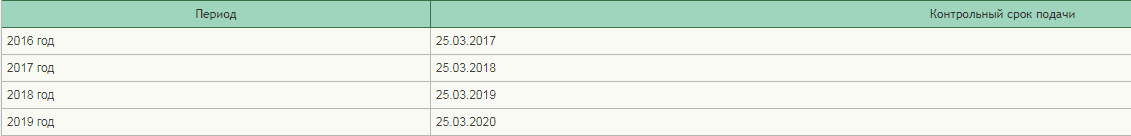 Период Контрольный срок подачи
2016 год 25.03.2017
2017 год 25.03.2018
2018 год 25.03.2019
2019 год 25.03.2020